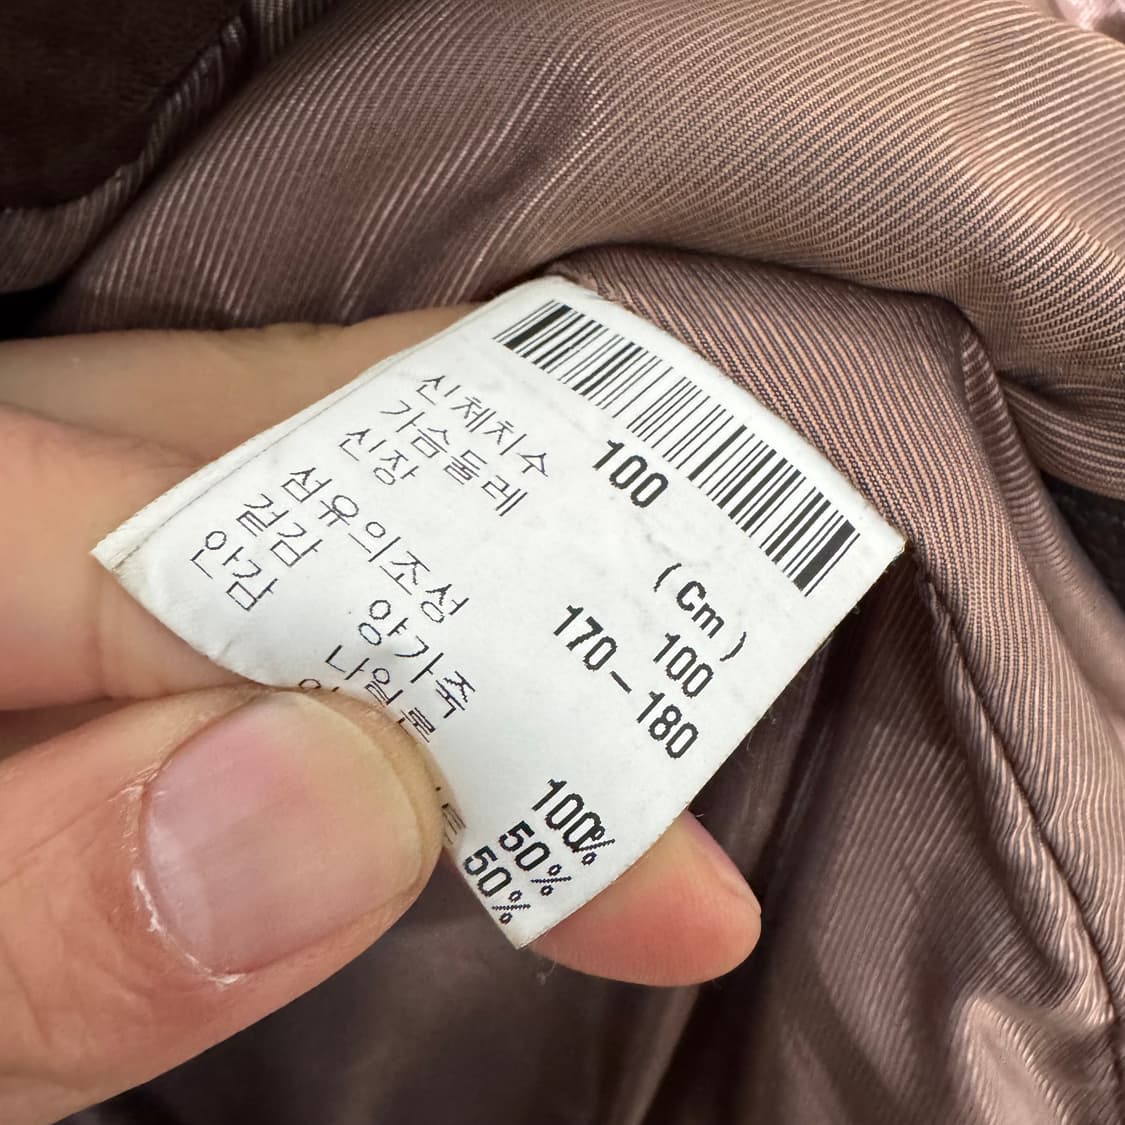 100
신체치수 (Cm)
가슴둘레 100
신장 170-180
섬유의조성
겉감 양가죽 100%
안감 나일론 50%
50%